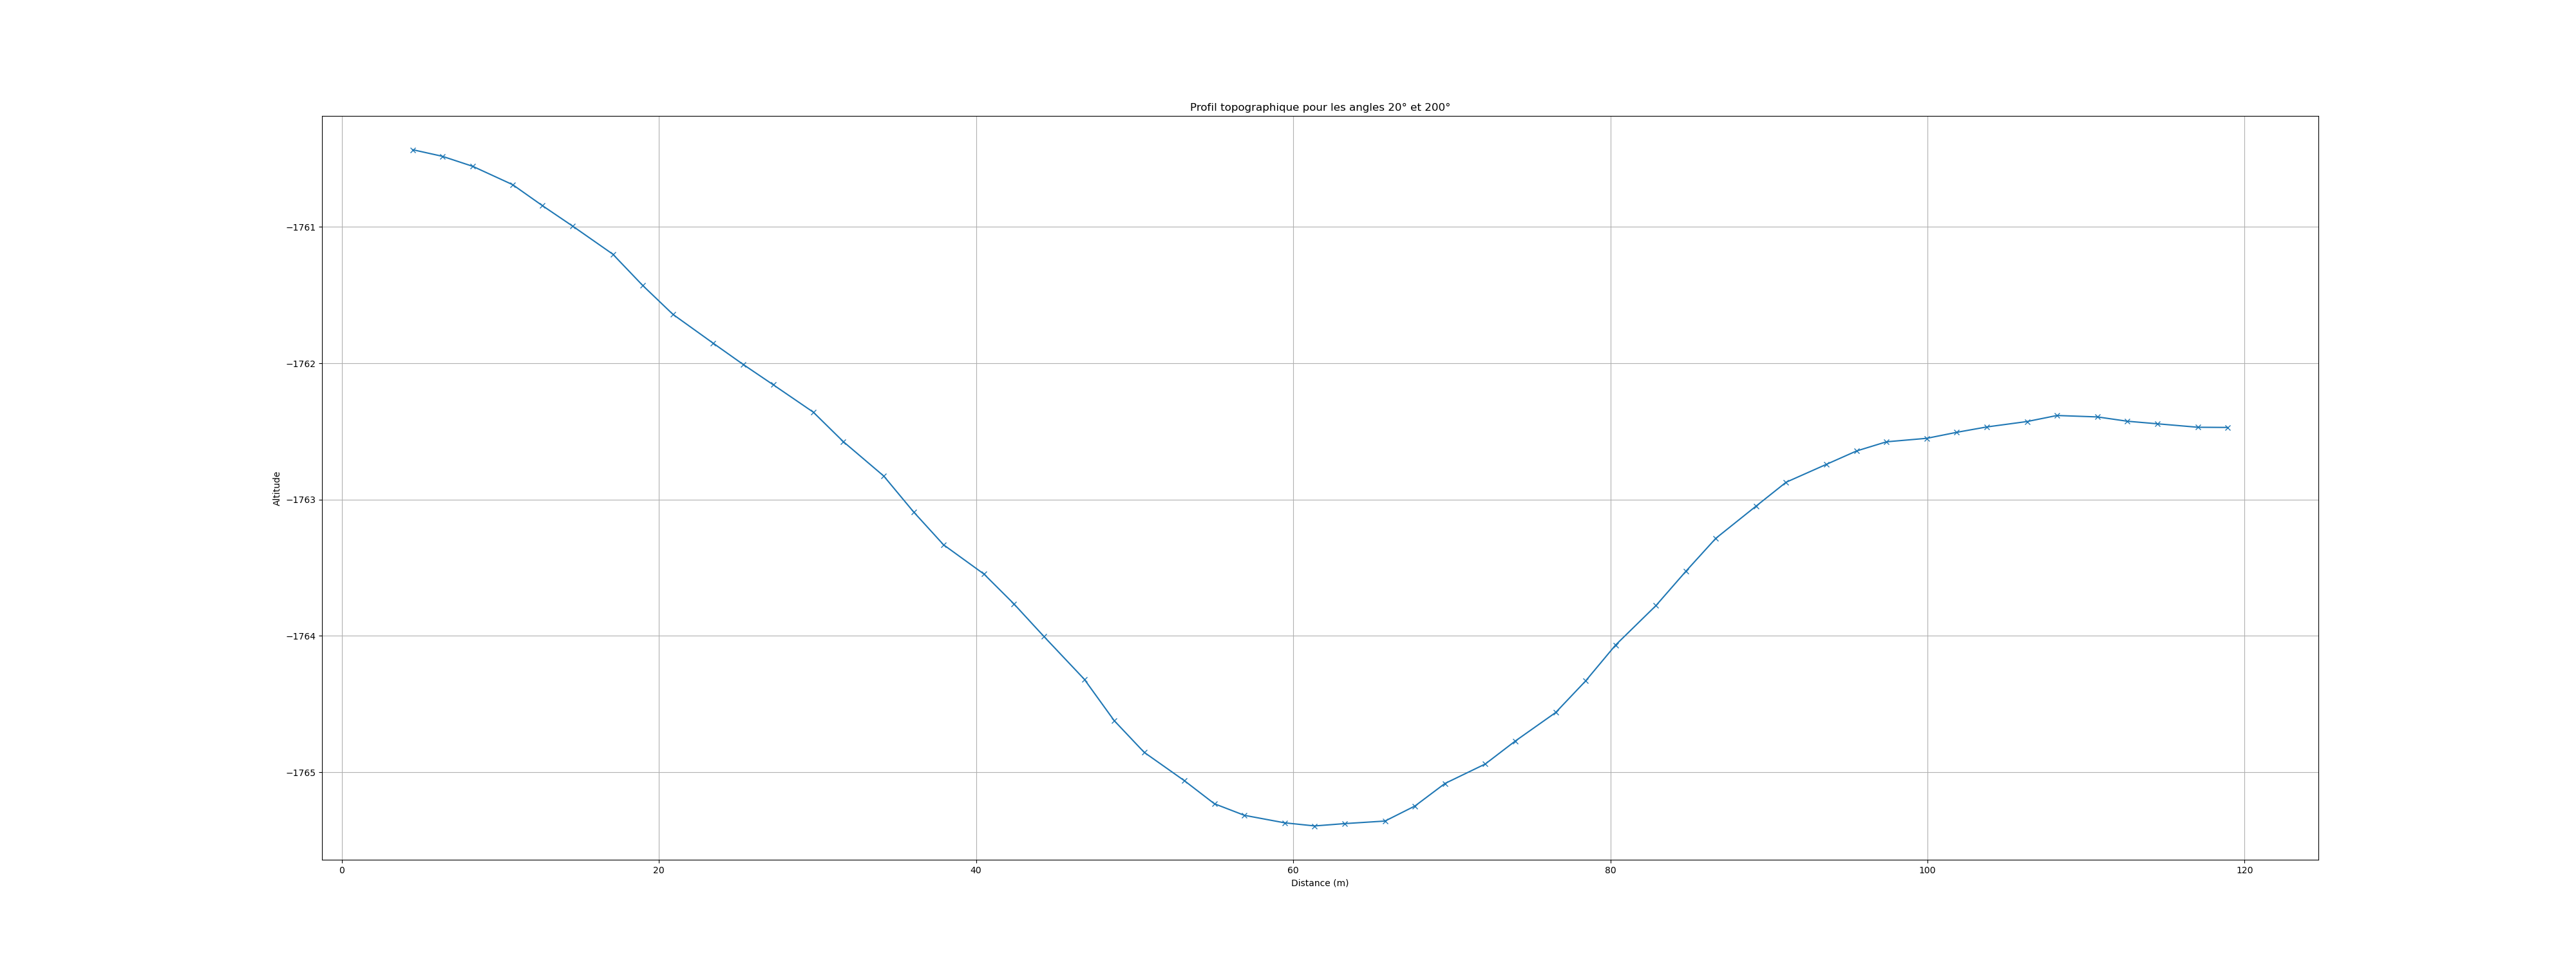 Profil topographique pour les angles 20° et 200°
−1761
−1762
−1763
−1764
−1765
Altitude
0 20 40 60 80 100 120
Distance (m)